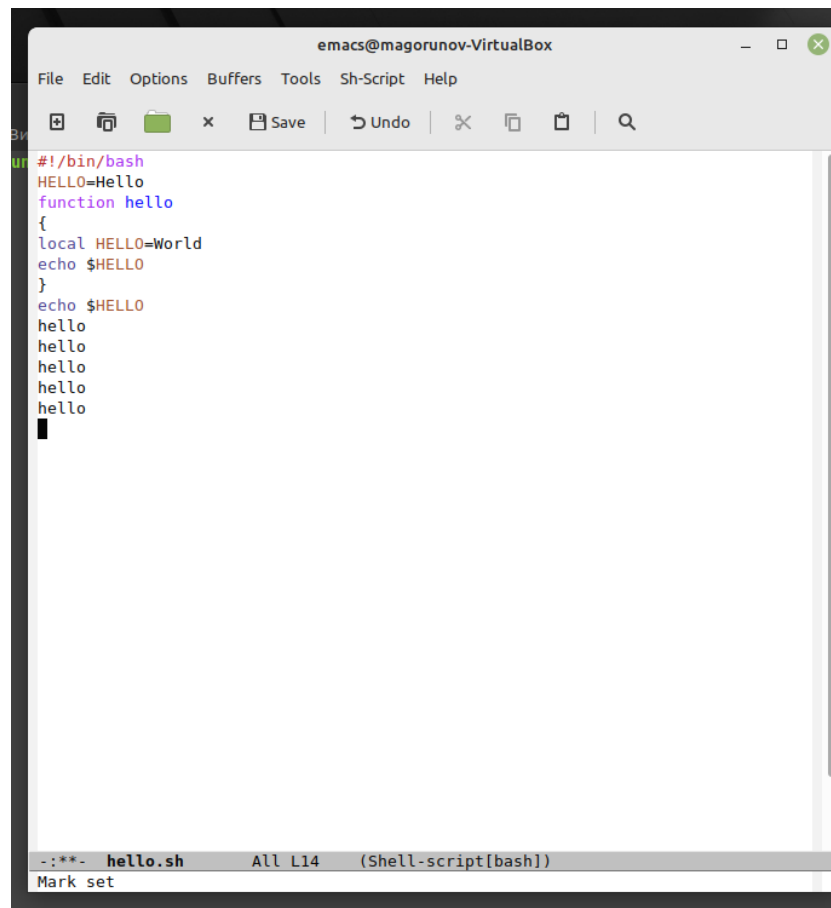 emacs@magorunov-VirtualBox
File Edit Options Buffers Tools Sh-Script Help
Save Undo
Ви
un
#!/bin/bash
HELLO=Hello
function hello
{
local HELLO=World
echo $HELLO
}
echo $HELLO
hello
hello
hello
hello
hello
-:**- hello.sh All L14 (Shell-script[bash])
Mark set